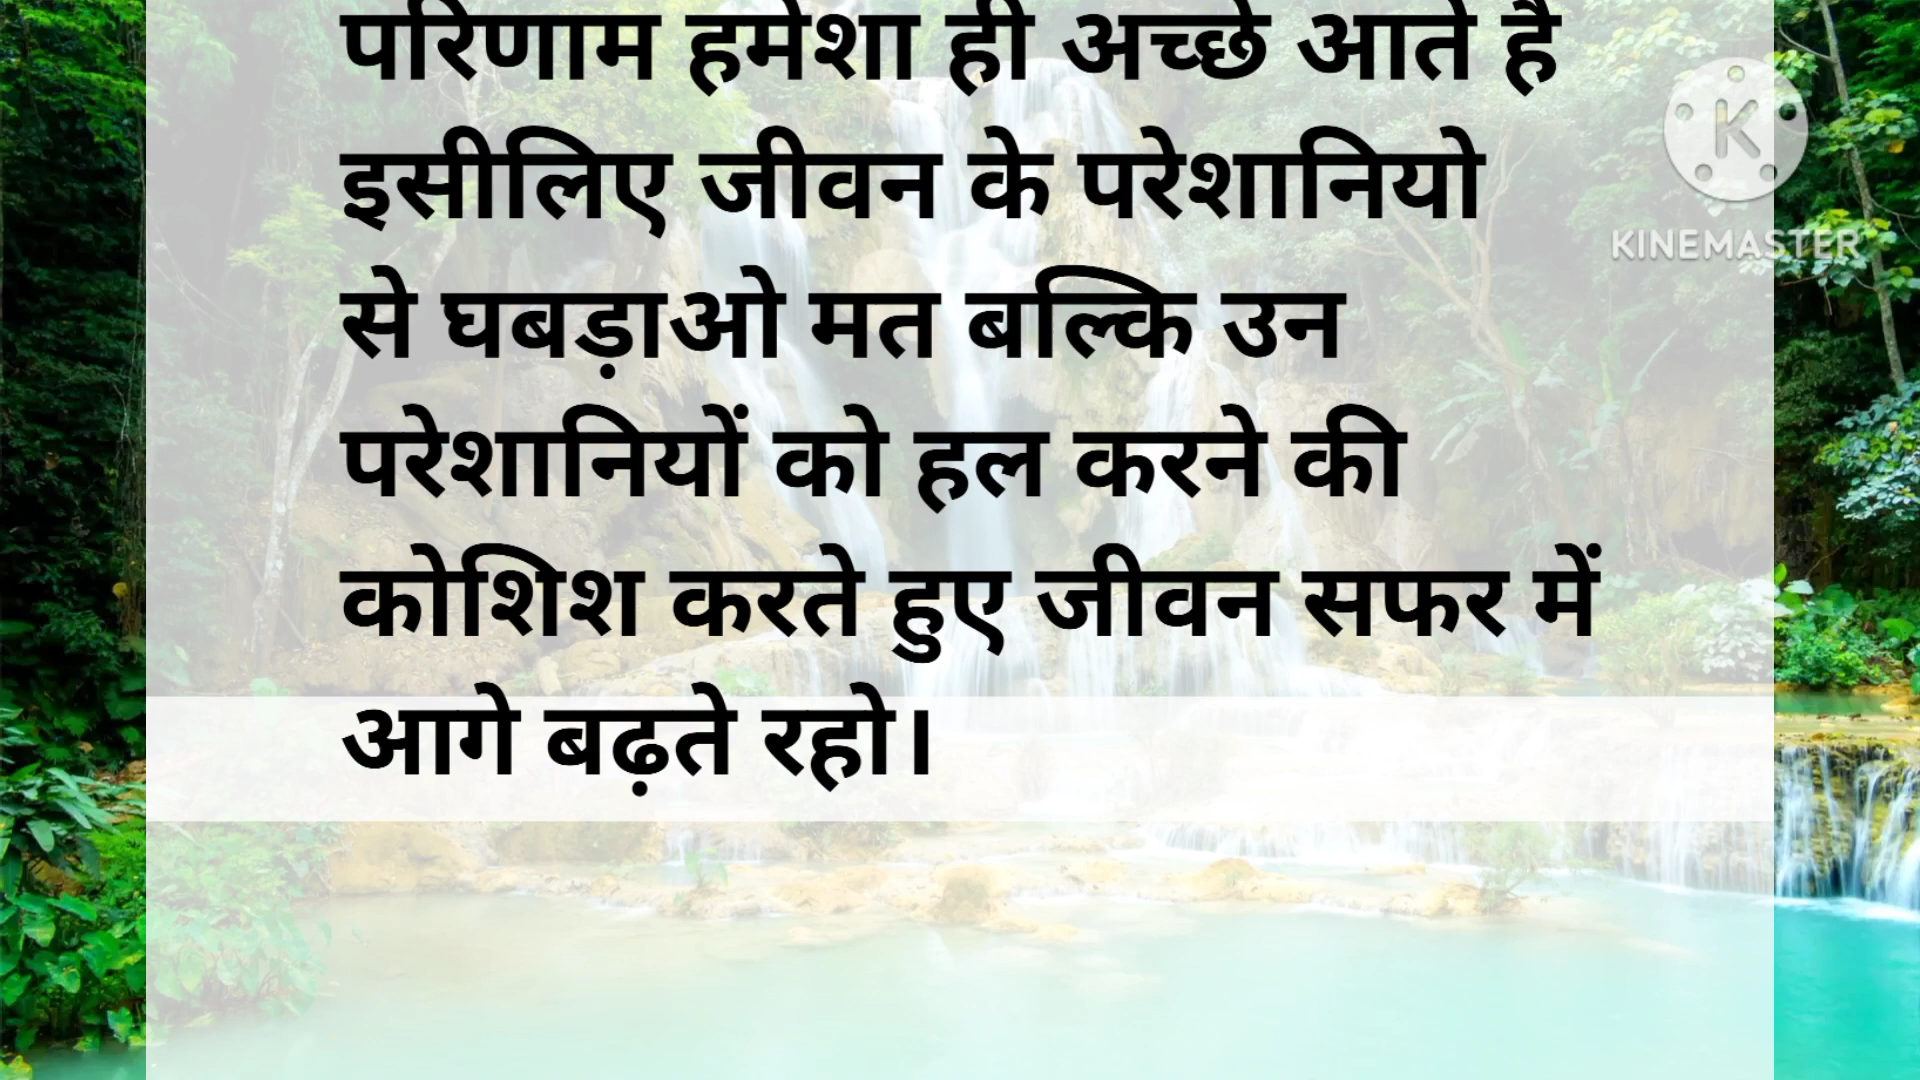 परिणाम हमेशा ही अच्छे आते है
इसीलिए जीवन के परेशानियो
से घबड़ाओ मत बल्कि उन
परेशानियों को हल करने की
कोशिश करते हुए जीवन सफर में
आगे बढ़ते रहो।
K
KINEMASTER